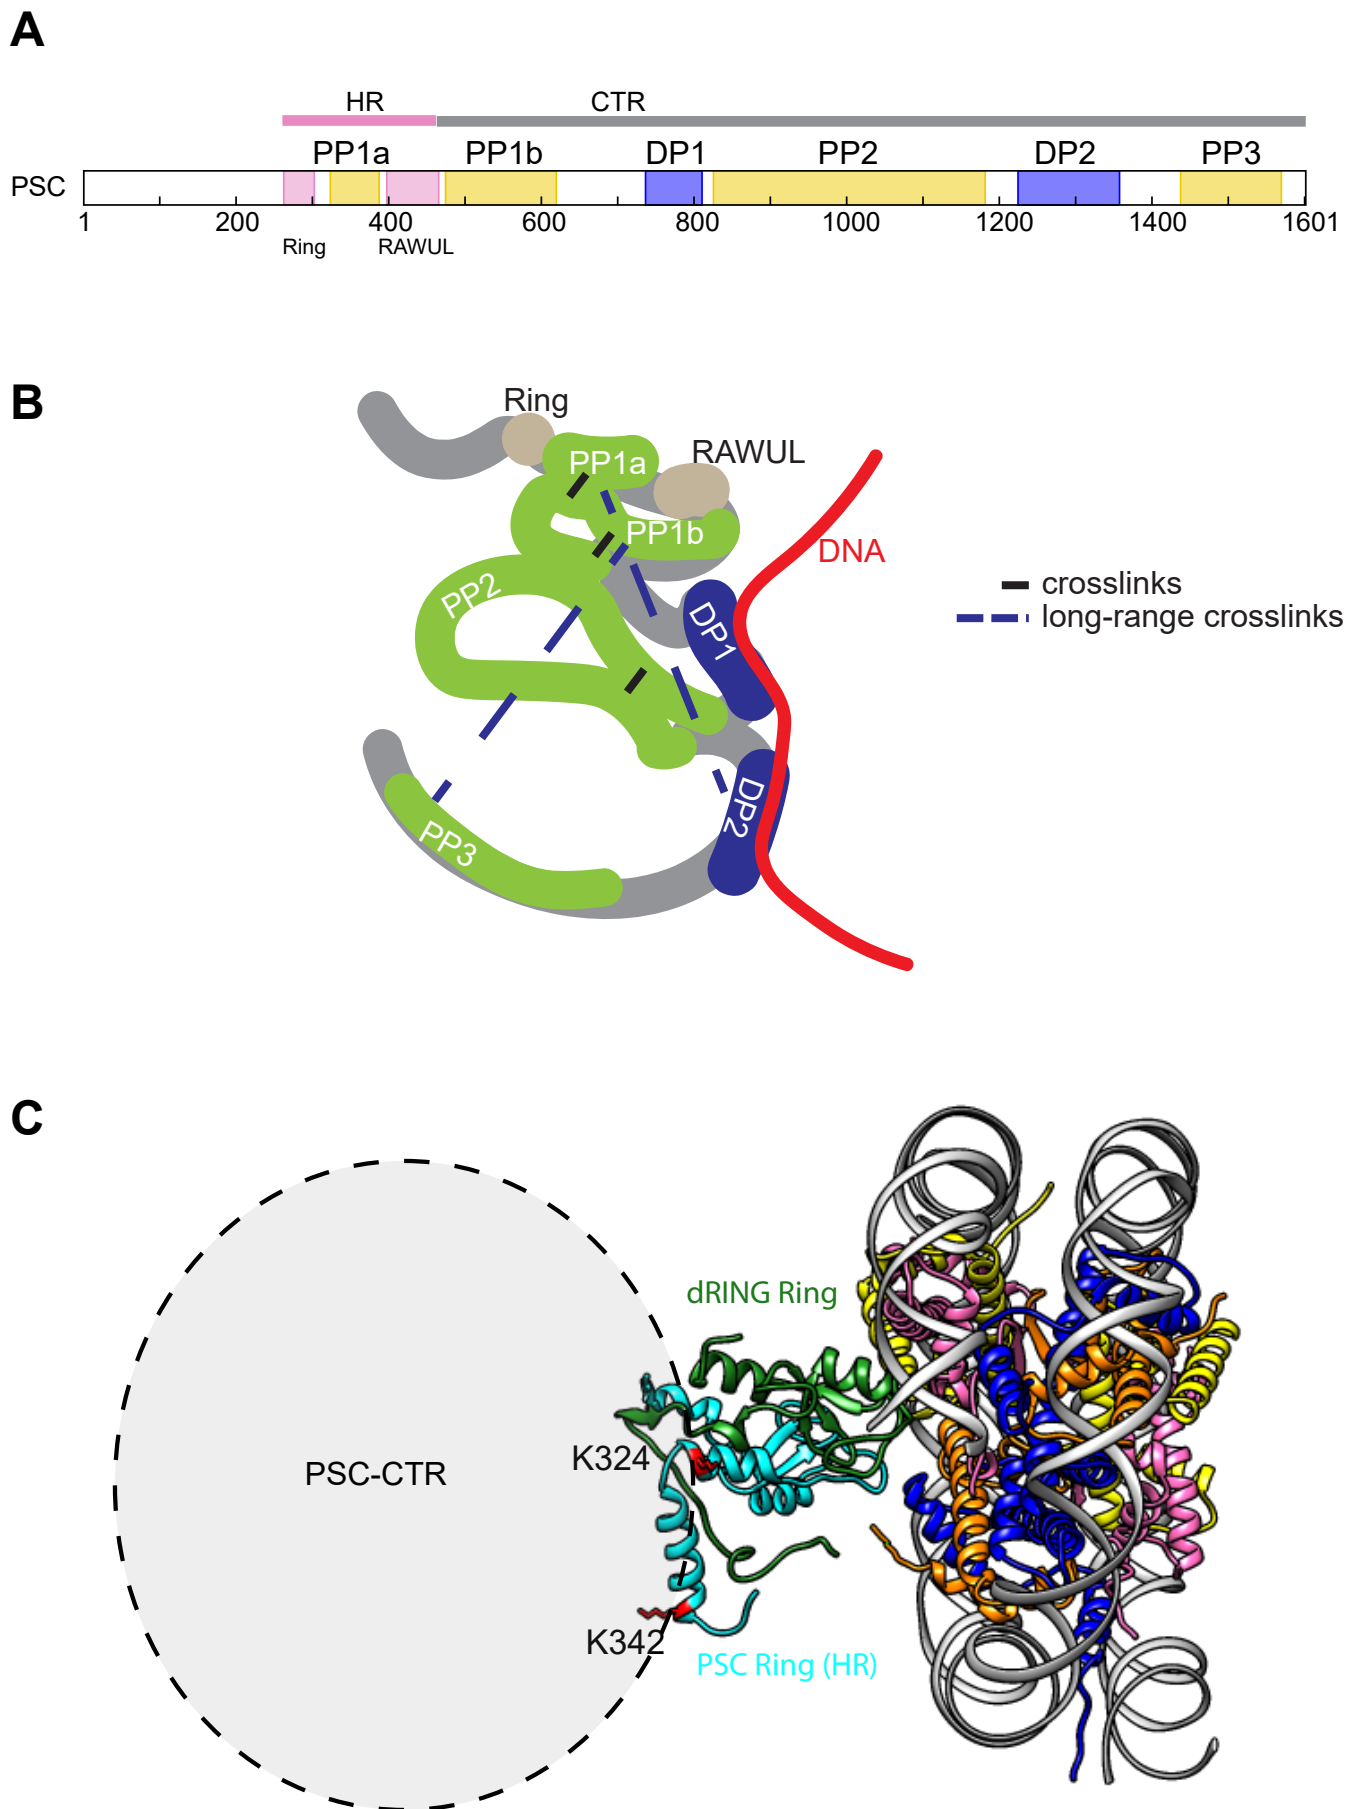 A
HR CTR
PP1a PP1b DP1 PP2 DP2 PP3
PSC
1 200 400 600 800 1000 1200 1400 1601
Ring RAWUL
B
Ring
RAWUL
PP1a
PP1b
DNA
PP2
crosslinks
DP1
long-range crosslinks
DP2
PP3
C
dRING Ring
K324
PSC-CTR
K342
PSC Ring (HR)